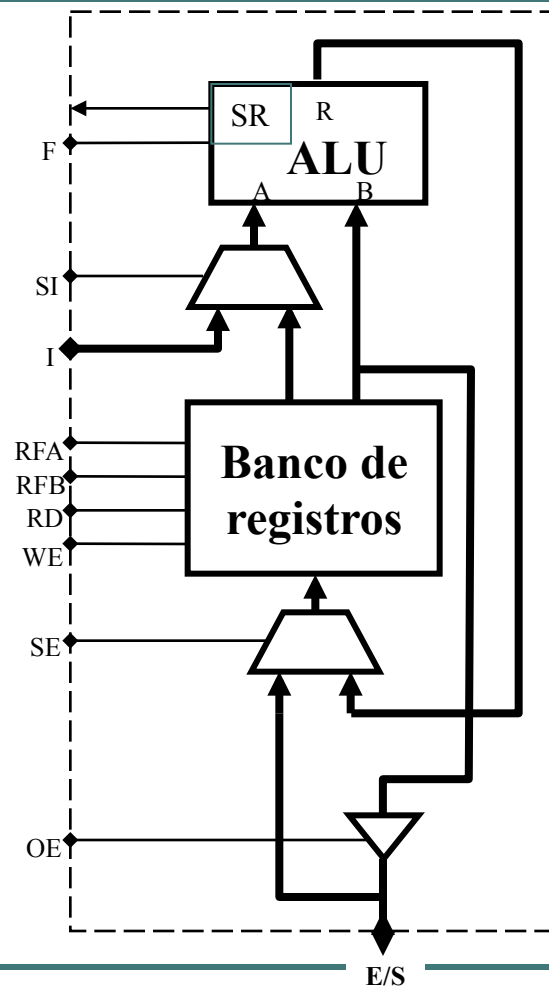 SR
R
F
ALU
A
B
SI
I
RFA
RFB
RD
WE
Banco de
registros
SE
OE
E/S